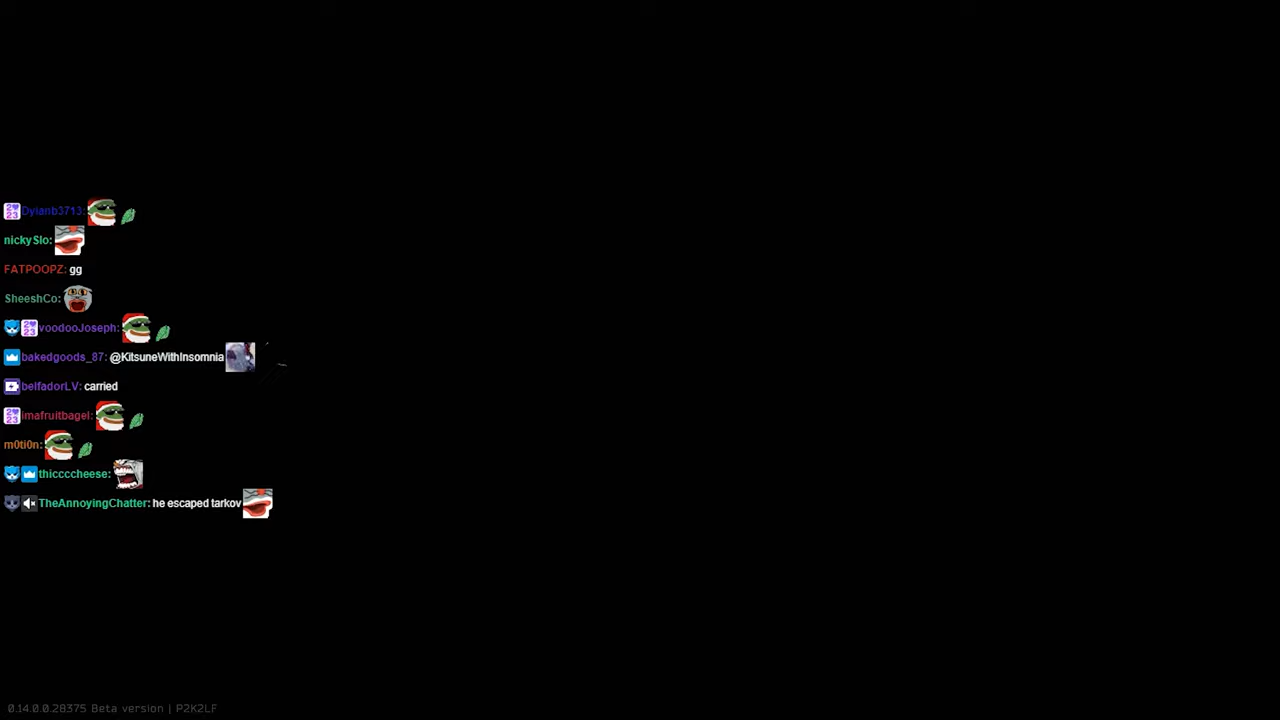 Dylanb3713:
nickySlo:
FATPOOPZ: gg
SheeshCo:
voodooJoseph:
bakedgoods_87: @KitsuneWithInsomnia
belfadorLV: carried
imafruitbagel:
m0ti0n:
thiccccheese:
TheAnnoyingChatter: he escaped tarkov
0.14.0.0.28375 Beta version | P2K2LF